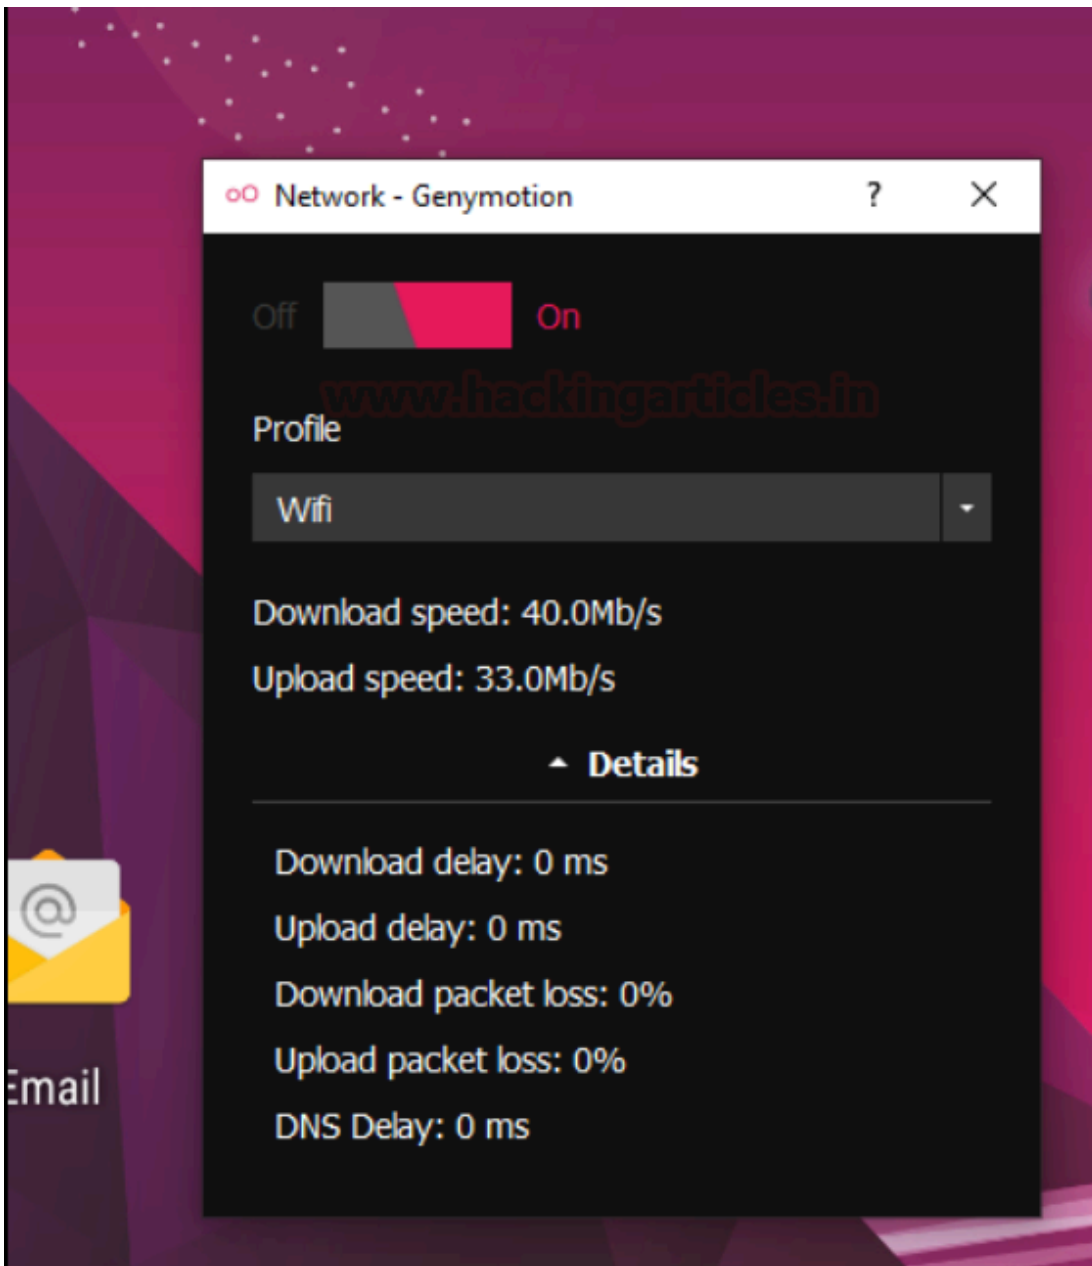 Network - Genymotion ? X
Off On
www.hackingarticles.in
Profile
Wifi
Download speed: 40.0Mb/s
Upload speed: 33.0Mb/s
Details
Download delay: 0 ms
Upload delay: 0 ms
Download packet loss: 0%
Upload packet loss: 0%
DNS Delay: 0 ms
@
Email